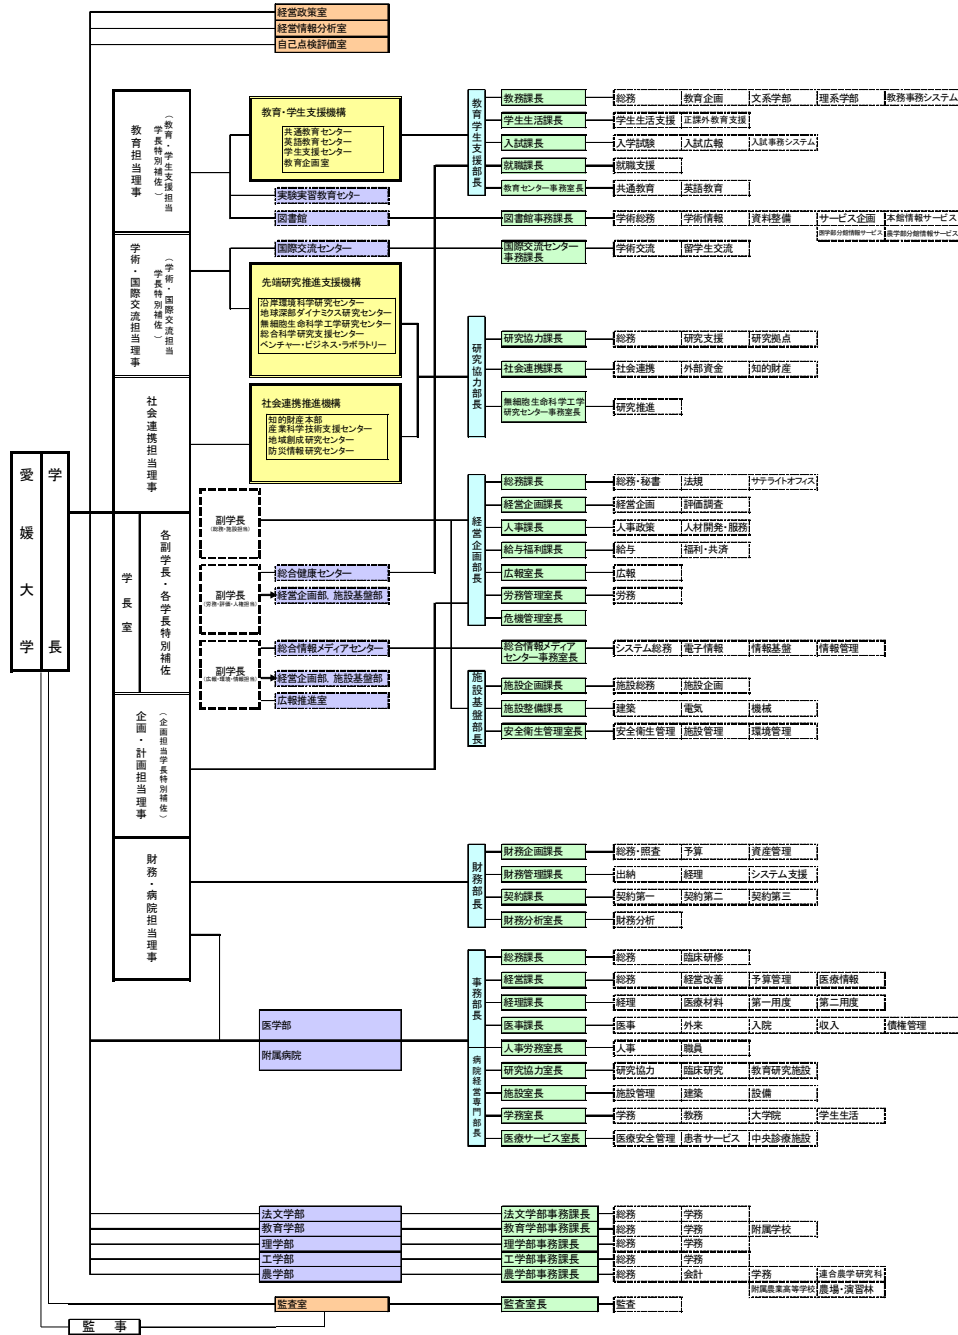 経営政策室
経営情報分析室
自己点検評価室
教育担当理事
(教育・学生支援担当
学長特別補佐)
教育・学生支援機構
共通教育センター
英語教育センター
学生支援センター
教育企画室
実験実習教育センター
図書館
教育学生支援部長
教務課長
総務
教育企画
文系学部
理系学部
教務事務システム
学生生活課長
学生生活支援
正課外教育支援
入試課長
入学試験
入試広報
入試事務システム
就職課長
就職支援
教育センター事務室長
共通教育
英語教育
図書館事務課長
学術総務
学術情報
資料整備
サービス企画
本館情報サービス
医学部分館情報サービス
農学部分館情報サービス
学術・国際交流担当理事
(学術・国際交流担当
学長特別補佐)
国際交流センター
国際交流センター
事務課長
学術交流
留学生交流
先端研究推進支援機構
沿岸環境科学研究センター
地球深部ダイナミクス研究センター
無細胞生命科学工学研究センター
総合科学研究支援センター
ベンチャー・ビジネス・ラボラトリー
研究協力部長
研究協力課長
総務
研究支援
研究拠点
社会連携課長
社会連携
外部資金
知的財産
無細胞生命科学工学
研究センター事務室長
研究推進
社会連携担当理事
社会連携推進機構
知的財産本部
産業科学技術支援センター
地域創成研究センター
防災情報研究センター
愛媛大学
学長
学長室
各副学長・各学長特別補佐
副学長
(総務・施設担当)
副学長
(労務・評価・人権担当)
副学長
(広報・環境・情報担当)
総合健康センター
経営企画部, 施設基盤部
総合情報メディアセンター
経営企画部, 施設基盤部
広報推進室
経営企画部長
総務課長
総務・秘書
法規
サテライトオフィス
経営企画課長
経営企画
評価調査
人事課長
人事政策
人材開発・服務
給与福利課長
給与
福利・共済
広報室長
広報
労務管理室長
労務
危機管理室長
総合情報メディア
センター事務室長
システム総務
電子情報
情報基盤
情報管理
施設基盤部長
施設企画課長
施設総務
施設企画
施設整備課長
建築
電気
機械
安全衛生管理室長
安全衛生管理
施設管理
環境管理
企画・計画担当理事
(企画担当学長特別補佐)
財務・病院担当理事
財務部長
財務企画課長
総務・照査
予算
資産管理
財務管理課長
出納
経理
システム支援
契約課長
契約第一
契約第二
契約第三
財務分析室長
財務分析
医学部
附属病院
事務部長
病院経営専門部長
総務課長
総務
臨床研修
経営課長
総務
経営改善
予算管理
医療情報
経理課長
経理
医療材料
第一用度
第二用度
医事課長
医事
外来
入院
収入
債権管理
人事労務室長
人事
職員
研究協力室長
研究協力
臨床研究
教育研究施設
施設室長
施設管理
建築
設備
学務室長
学務
教務
大学院
学生生活
医療サービス室長
医療安全管理
患者サービス
中央診療施設
法文学部
法文学部事務課長
総務
学務
教育学部
教育学部事務課長
総務
学務
附属学校
理学部
理学部事務課長
総務
学務
工学部
工学部事務課長
総務
学務
農学部
農学部事務課長
総務
会計
学務
連合農学研究科
附属農業高等学校
農場・演習林
監査室
監査室長
監査
監事